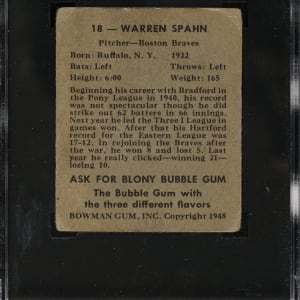 18 — WARREN SPAHN
Pitcher—Boston Braves
Born: Buffalo, N. Y. 1922
Bats: Left Throws: Left
Height: 6:00 Weight: 165
Beginning his career with Bradford in
the Pony League in 1940, his record
was not spectacular though he did
strike out 62 batters in 66 innings.
Next year he led the Three I League in
games won. After that his Hartford
record for the Eastern League was
17-12. In rejoining the Braves after
the war, he won 8 and lost 5. Last
year he really clicked—winning 21—
losing 10.
ASK FOR BLONY BUBBLE GUM
The Bubble Gum with
the three different flavors
BOWMAN GUM, INC. Copyright 1948